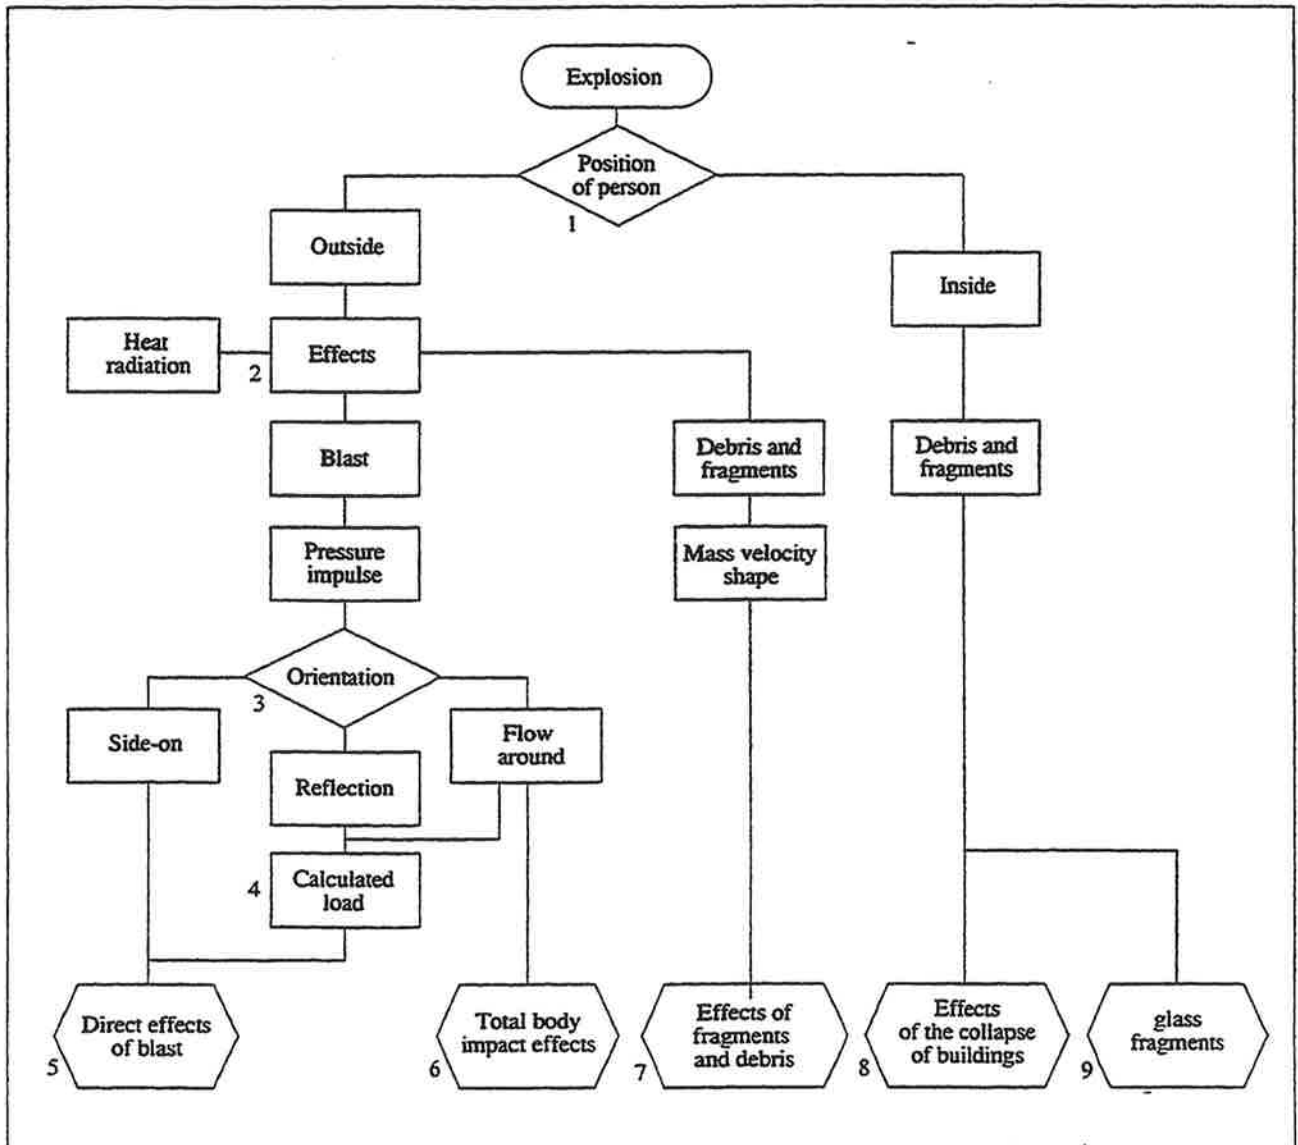 Explosion
Position
of person
1
Outside
Inside
Heat
radiation
2
Effects
Blast
Debris and
fragments
Debris and
fragments
Pressure
impulse
Mass velocity
shape
Orientation
3
Side-on
Flow
around
Reflection
4
Calculated
load
Direct effects
of blast
5
Total body
impact effects
6
Effects of
fragments
and debris
7
Effects
of the collapse
of buildings
8
glass
fragments
9